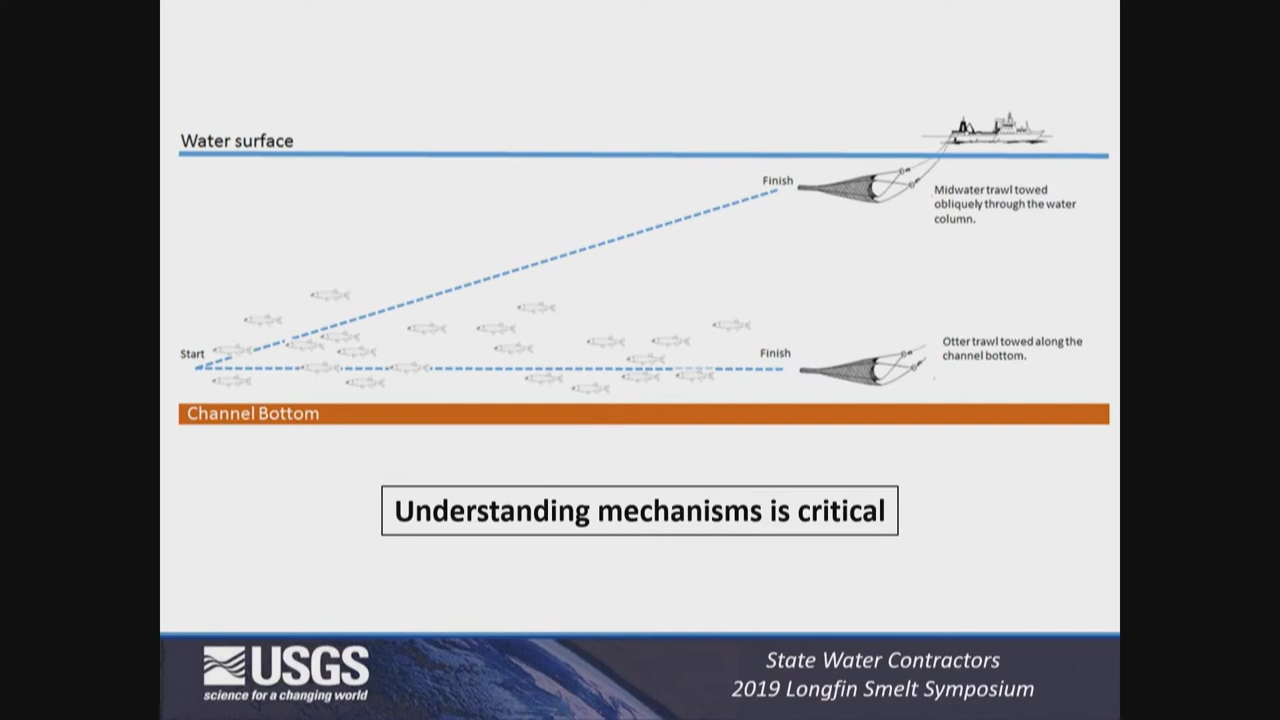 Water surface
Finish
Midwater trawl towed
obliquely through the water
column.
Start
Finish
Otter trawl towed along the
channel bottom.
Channel Bottom
Understanding mechanisms is critical
USGS
science for a changing world
State Water Contractors
2019 Longfin Smelt Symposium